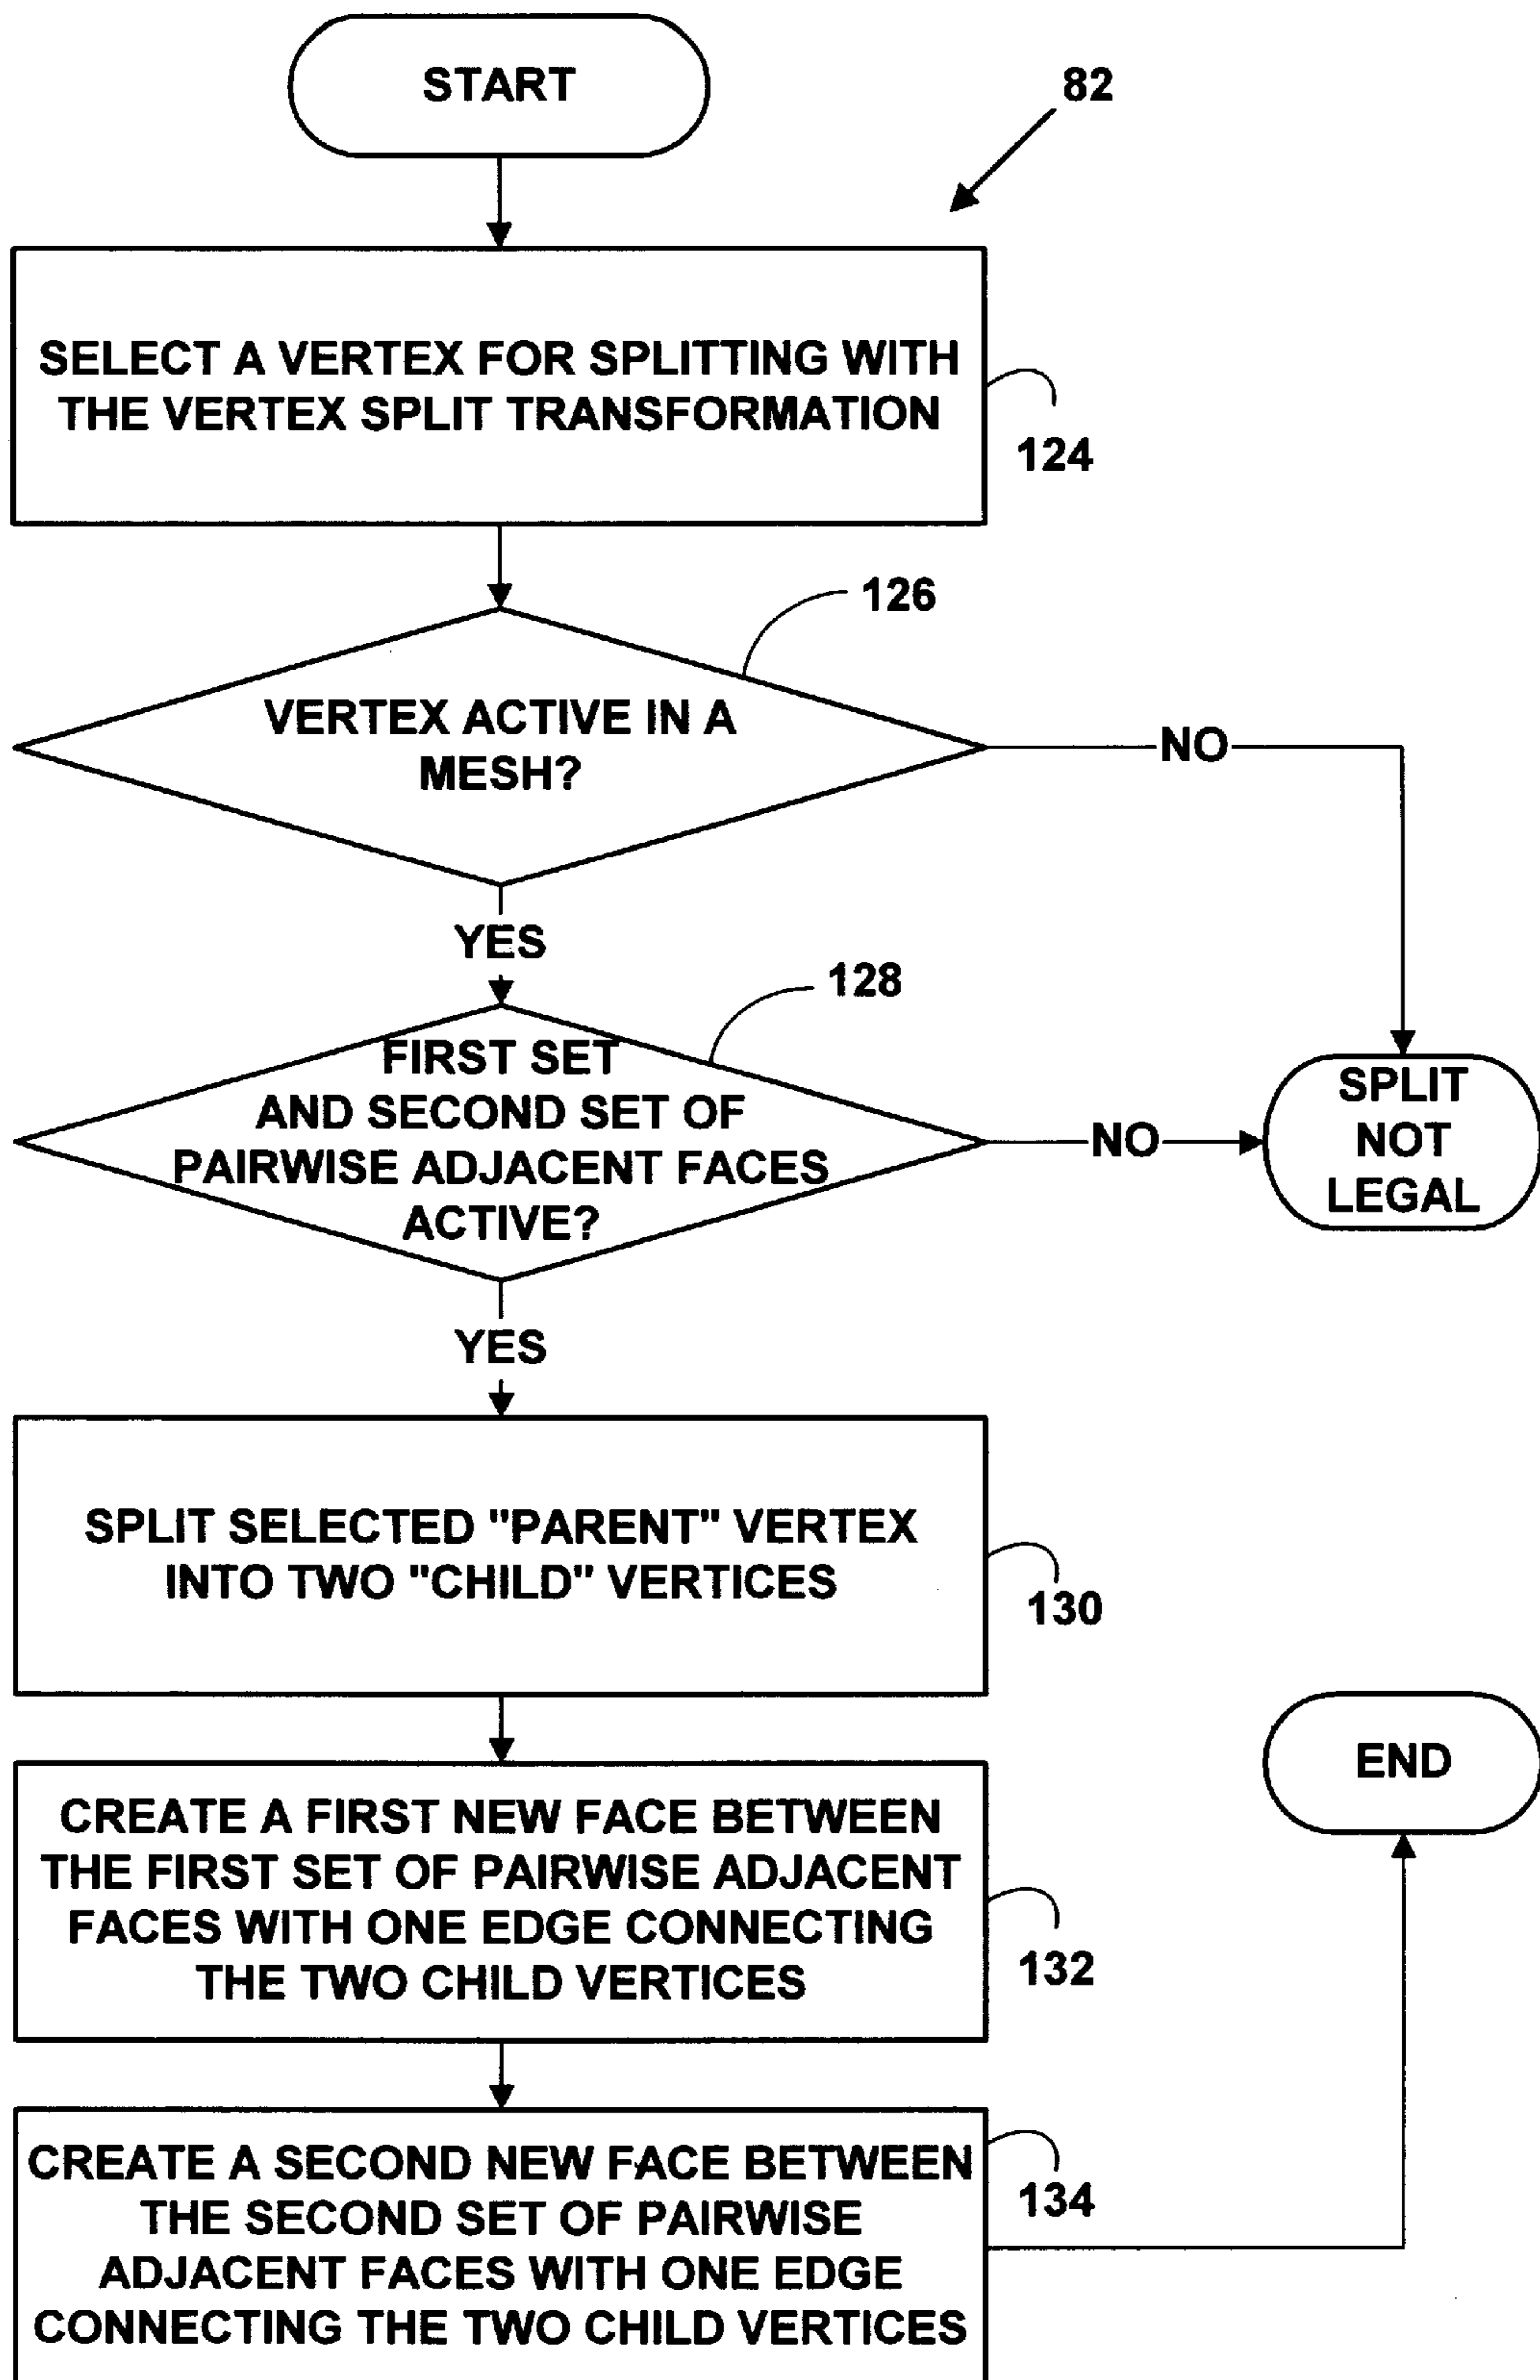 START
82
SELECT A VERTEX FOR SPLITTING WITH
THE VERTEX SPLIT TRANSFORMATION
124
126
VERTEX ACTIVE IN A
MESH?
NO
YES
128
FIRST SET
AND SECOND SET OF
PAIRWISE ADJACENT FACES
ACTIVE?
NO
SPLIT
NOT
LEGAL
YES
SPLIT SELECTED "PARENT" VERTEX
INTO TWO "CHILD" VERTICES
130
CREATE A FIRST NEW FACE BETWEEN
THE FIRST SET OF PAIRWISE ADJACENT
FACES WITH ONE EDGE CONNECTING
THE TWO CHILD VERTICES
132
END
CREATE A SECOND NEW FACE BETWEEN
THE SECOND SET OF PAIRWISE
ADJACENT FACES WITH ONE EDGE
CONNECTING THE TWO CHILD VERTICES
134